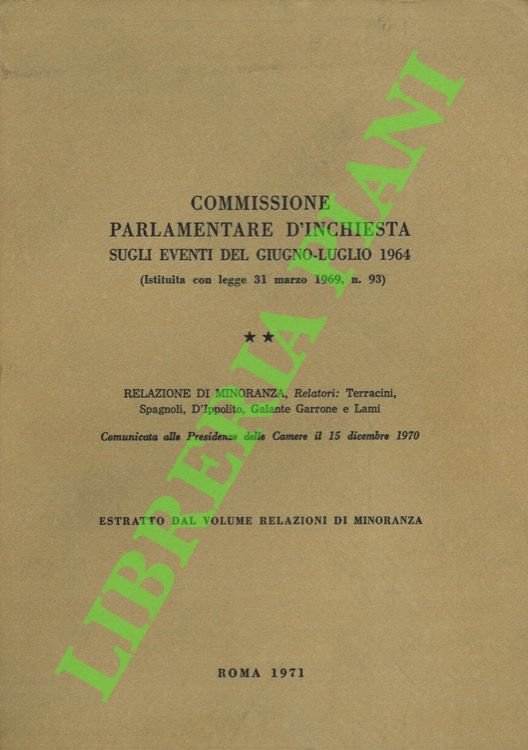 COMMISSIONE
PARLAMENTARE D'INCHIESTA
SUGLI EVENTI DEL GIUGNO-LUGLIO 1964
(Istituita con legge 31 marzo 1969, n. 93)
★ ★
RELAZIONE DI MINORANZA, Relatori: Terracini,
Spagnoli, D'Ippolito, Galante Garrone e Lami
Comunicata alle Presidenze delle Camere il 15 dicembre 1970
ESTRATTO DAL VOLUME RELAZIONI DI MINORANZA
ROMA 1971
LIBRERIA PIANI